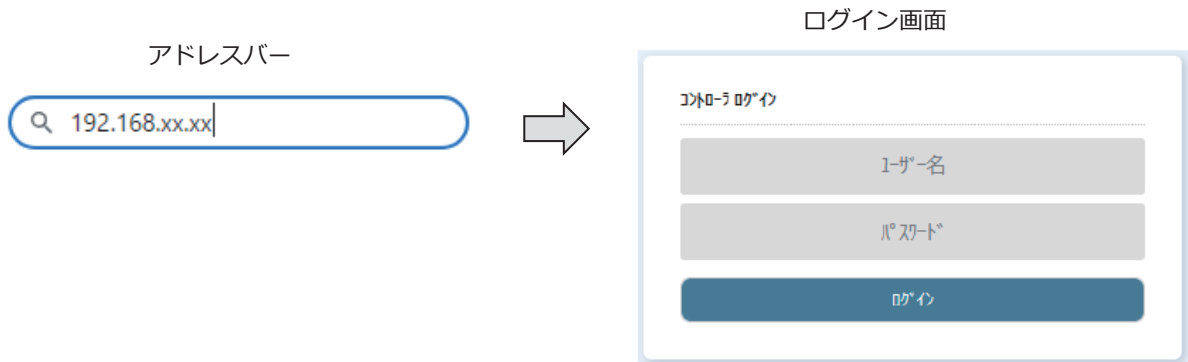 アドレスバー
192.168.xx.xx
ログイン画面
ｺﾝﾄﾛｰﾗ ﾛｸﾞｲﾝ
ﾕｰｻﾞｰ名
ﾊﾟｽﾜｰﾄﾞ
ﾛｸﾞｲﾝ